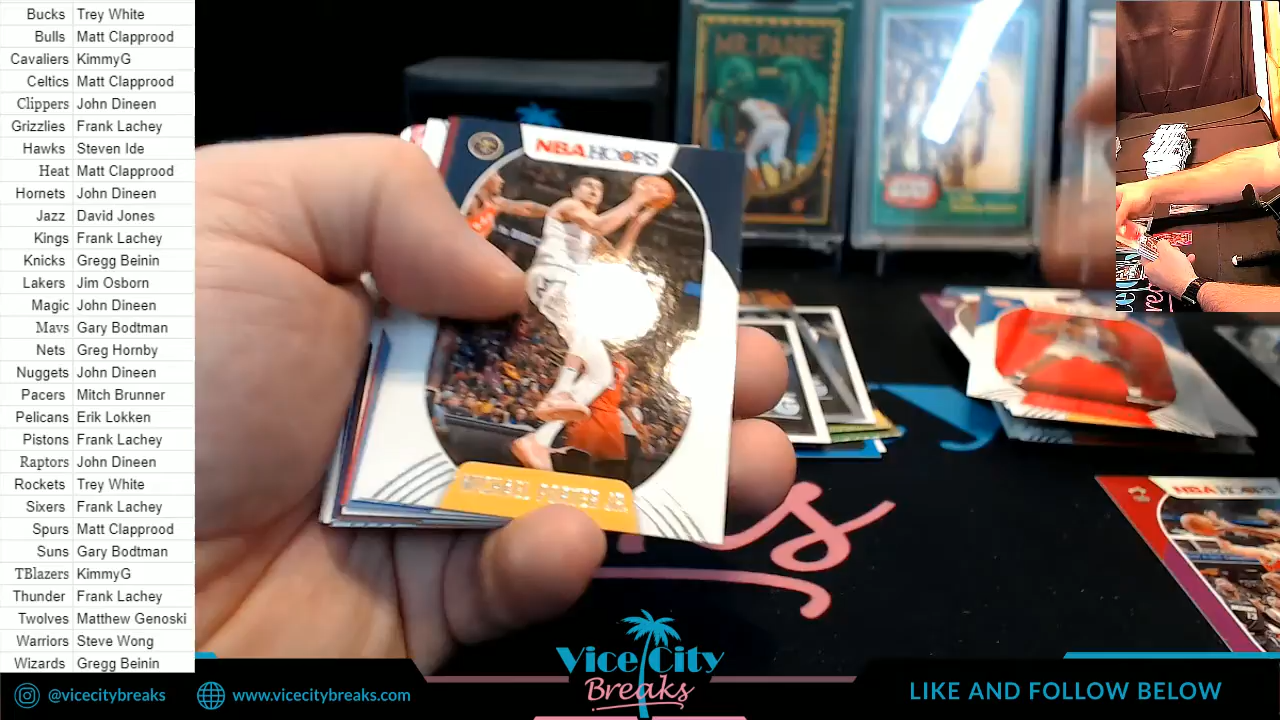 Bucks Trey White
Bulls Matt Clapprood
Cavaliers KimmyG
Celtics Matt Clapprood
Clippers John Dineen
Grizzlies Frank Lachey
Hawks Steven Ide
Heat Matt Clapprood
Hornets John Dineen
Jazz David Jones
Kings Frank Lachey
Knicks Gregg Beinin
Lakers Jim Osborn
Magic John Dineen
Mavs Gary Bodtman
Nets Greg Hornby
Nuggets John Dineen
Pacers Mitch Brunner
Pelicans Erik Lokken
Pistons Frank Lachey
Raptors John Dineen
Rockets Trey White
Sixers Frank Lachey
Spurs Matt Clapprood
Suns Gary Bodtman
TBlazers KimmyG
Thunder Frank Lachey
Twolves Matthew Genoski
Warriors Steve Wong
Wizards Gregg Beinin
MR. PADRE
NBA HOOPS
MICHAEL PORTER JR.
NBA HOOPS
Vice City
Breaks
@vicecitybreaks
www.vicecitybreaks.com
LIKE AND FOLLOW BELOW